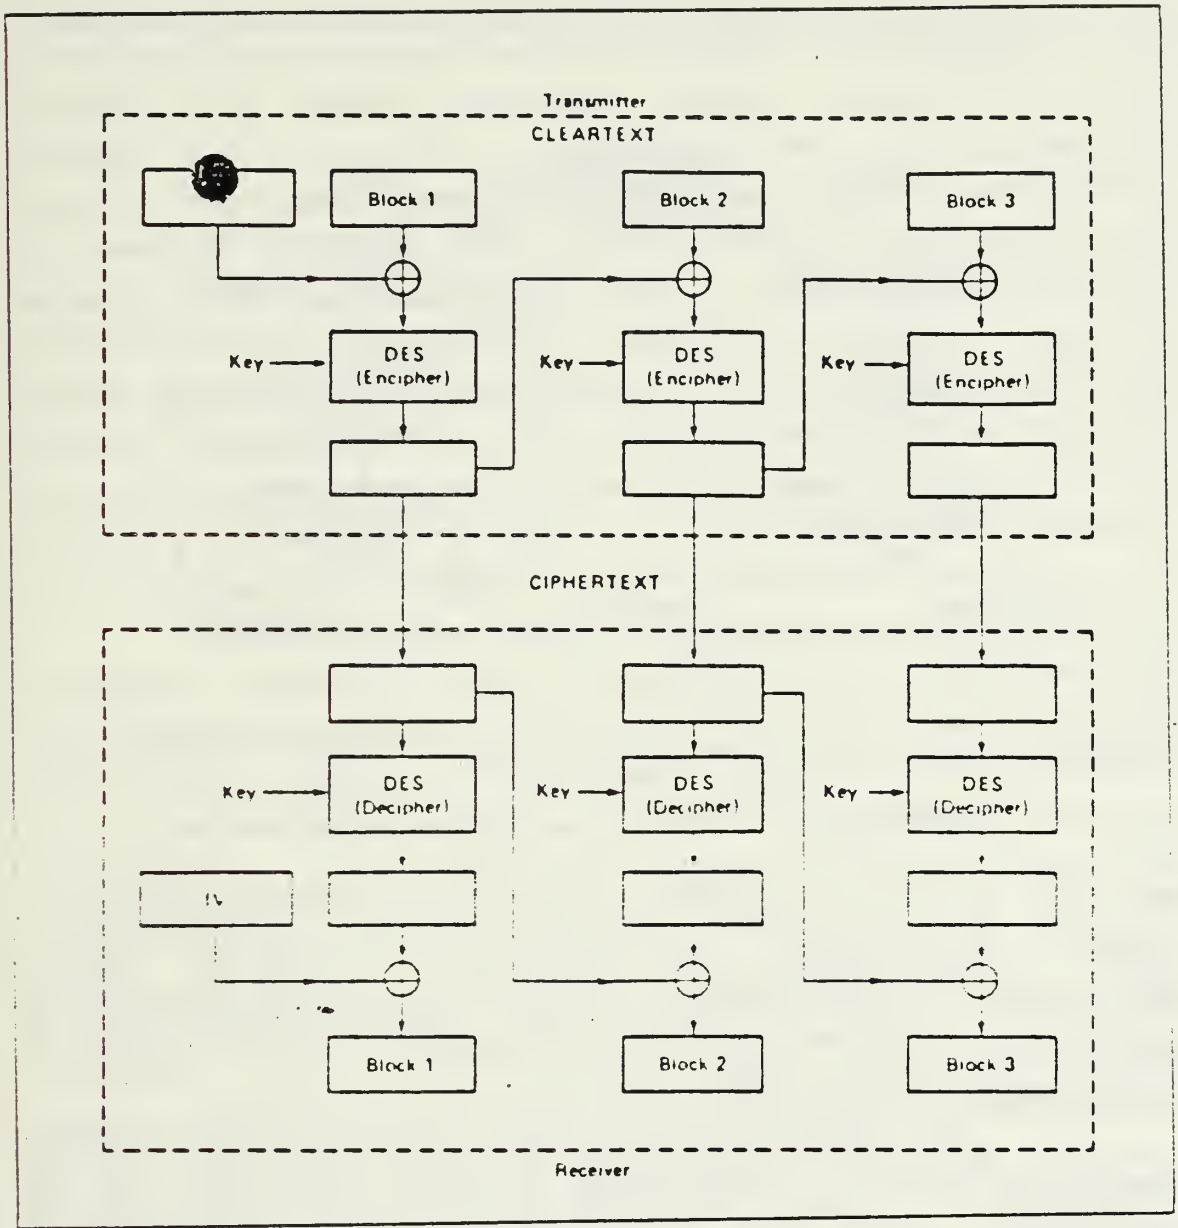 Transmitter
CLEARTEXT
Block 1
Block 2
Block 3
Key
DES
(Encipher)
Key
DES
(Encipher)
Key
DES
(Encipher)
CIPHERTEXT
Key
DES
(Decipher)
Key
DES
(Decipher)
Key
DES
(Decipher)
IV
Block 1
Block 2
Block 3
Receiver